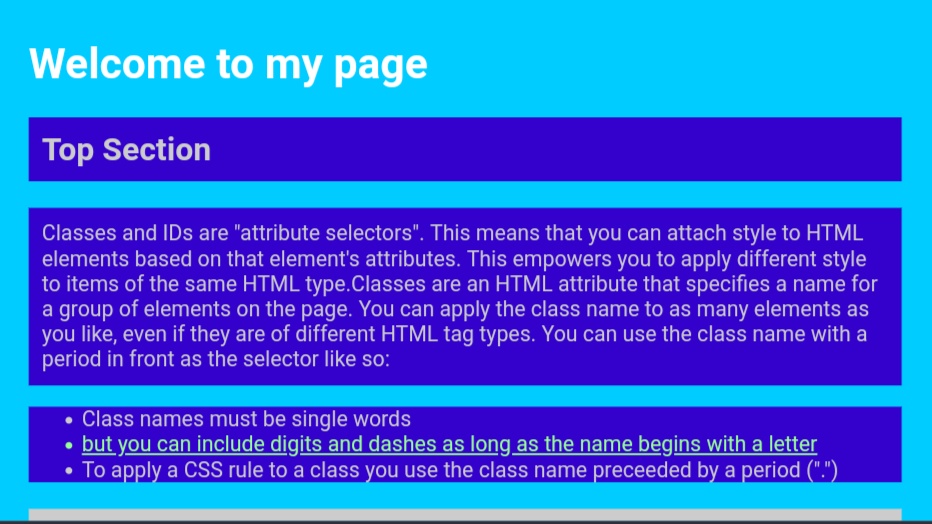 Welcome to my page
Top Section
Classes and IDs are "attribute selectors". This means that you can attach style to HTML
elements based on that element's attributes. This empowers you to apply different style
to items of the same HTML type.Classes are an HTML attribute that specifies a name for
a group of elements on the page. You can apply the class name to as many elements as
you like, even if they are of different HTML tag types. You can use the class name with a
period in front as the selector like so:
• Class names must be single words
• but you can include digits and dashes as long as the name begins with a letter
• To apply a CSS rule to a class you use the class name preceeded by a period (".")